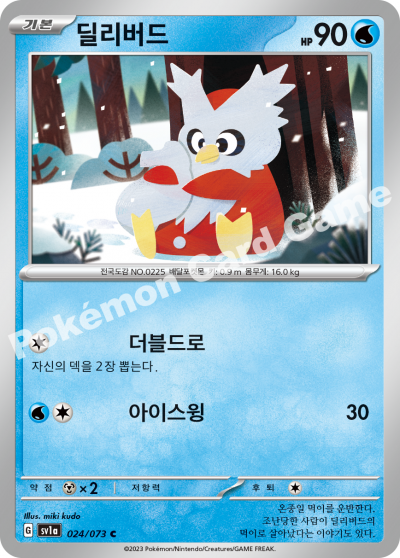 기본 딜리버드 HP 90
전국도감 NO.0225 배달포켓몬 키: 0.9 m 몸무게: 16.0 kg
더블드로
자신의 덱을 2장 뽑는다.
아이스윙 30
약점 ×2 저항력 후퇴
Illus. miki kudo
G sv1a 024/073 C
온종일 먹이를 운반한다.
조난당한 사람이 딜리버드의
먹이로 살아났다는 이야기도 있다.
©2023 Pokémon/Nintendo/Creatures/GAME FREAK.
Pokémon Card Game